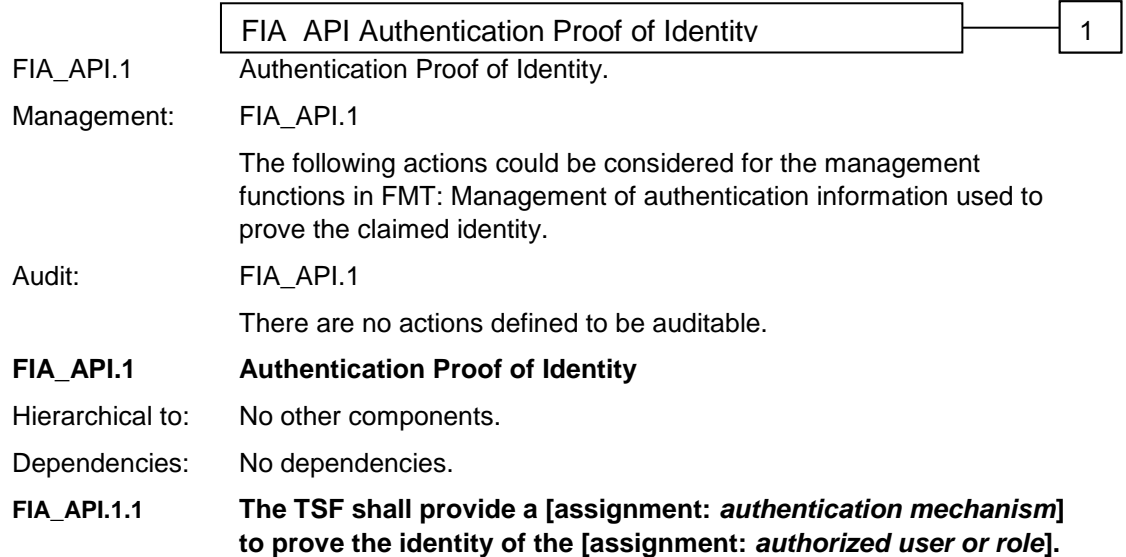 FIA_API Authentication Proof of Identity 1
FIA_API.1 Authentication Proof of Identity.
Management: FIA_API.1
The following actions could be considered for the management
functions in FMT: Management of authentication information used to
prove the claimed identity.
Audit: FIA_API.1
There are no actions defined to be auditable.
FIA_API.1 Authentication Proof of Identity
Hierarchical to: No other components.
Dependencies: No dependencies.
FIA_API.1.1 The TSF shall provide a [assignment: authentication mechanism]
to prove the identity of the [assignment: authorized user or role].